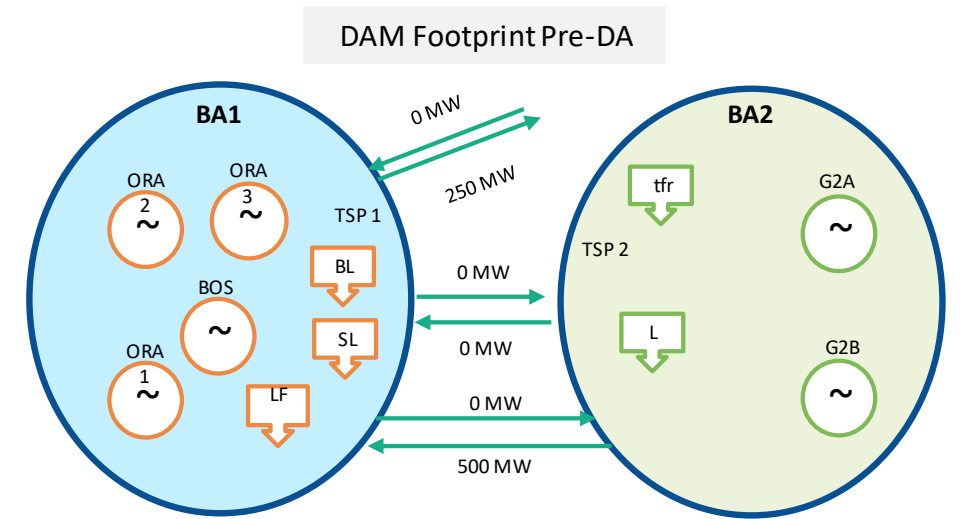 DAM Footprint Pre-DA
BA1
BA2
0 MW
250 MW
ORA
2
~
ORA
3
~
TSP 1
tfr
G2A
~
TSP 2
BL
BOS
~
0 MW
SL
L
0 MW
G2B
~
ORA
1
~
LF
0 MW
500 MW